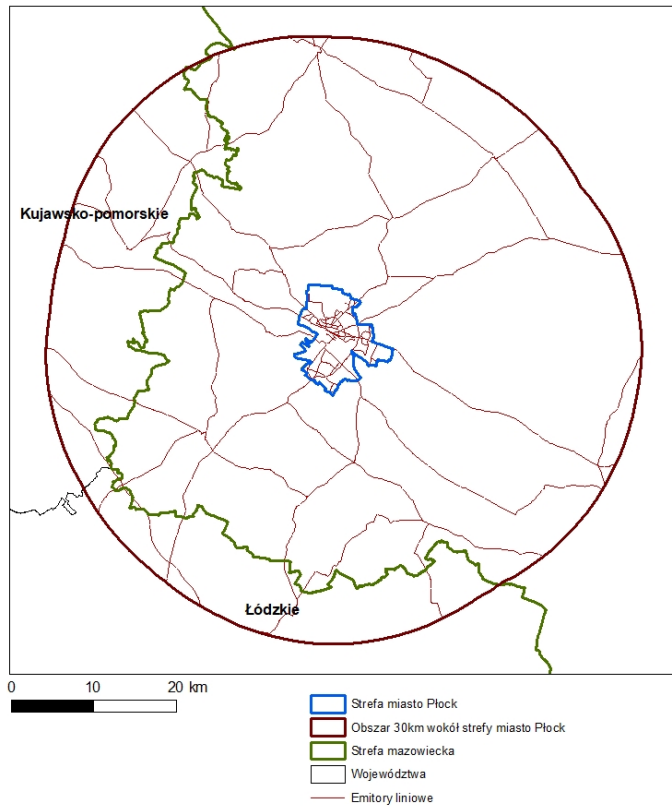 Kujawsko-pomorskie
Łódzkie
0 10 20 km
Strefa miasto Płock
Obszar 30km wokół strefy miasto Płock
Strefa mazowiecka
Województwa
Emitory liniowe